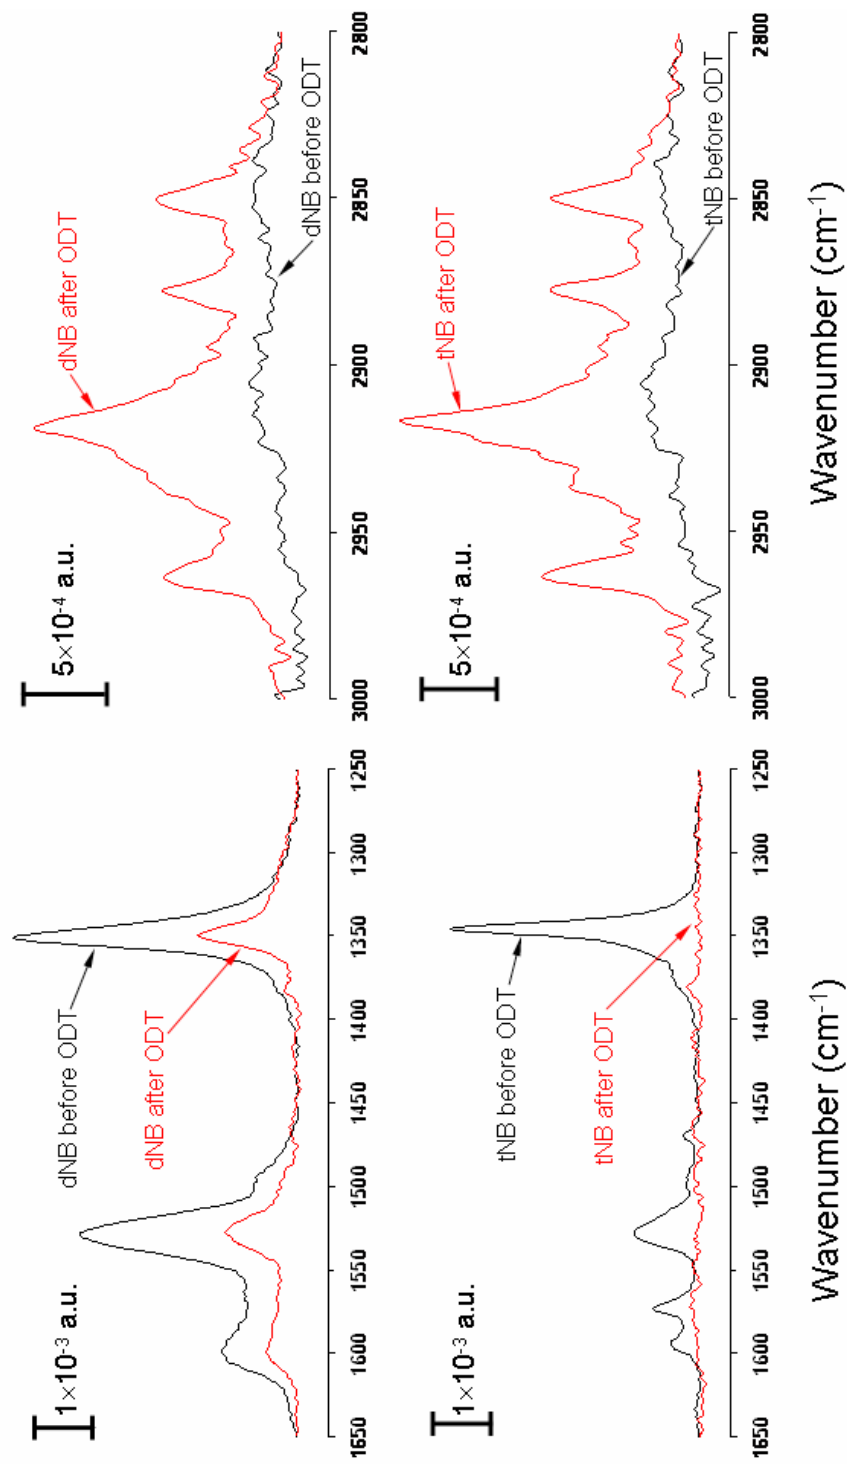 1×10⁻³ a.u.
dNB before ODT
dNB after ODT
1650 1600 1550 1500 1450 1400 1350 1300 1250
5×10⁻⁴ a.u.
dNB after ODT
dNB before ODT
3000 2950 2900 2850 2800
1×10⁻³ a.u.
tNB before ODT
tNB after ODT
1650 1600 1550 1500 1450 1400 1350 1300 1250
Wavenumber (cm⁻¹)
5×10⁻⁴ a.u.
tNB after ODT
tNB before ODT
3000 2950 2900 2850 2800
Wavenumber (cm⁻¹)